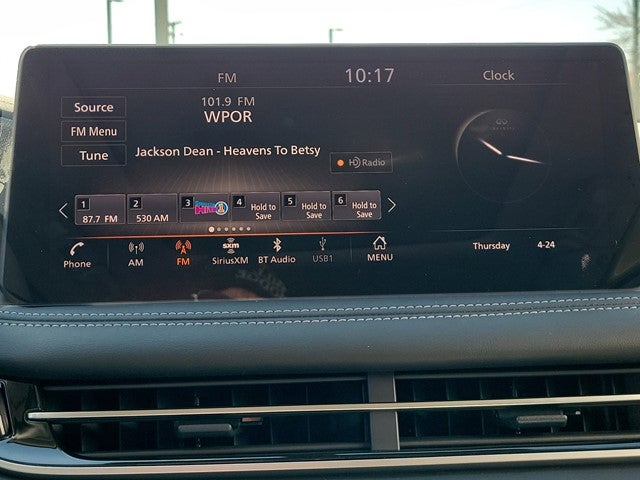 FM
10:17
Clock
Source
101.9 FM
WPOR
FM Menu
Tune
Jackson Dean - Heavens To Betsy
HD Radio
1
87.7 FM
2
530 AM
3
4
Hold to
Save
5
Hold to
Save
6
Hold to
Save
Phone
AM
FM
sxm
SiriusXM
BT Audio
USB1
MENU
Thursday
4-24